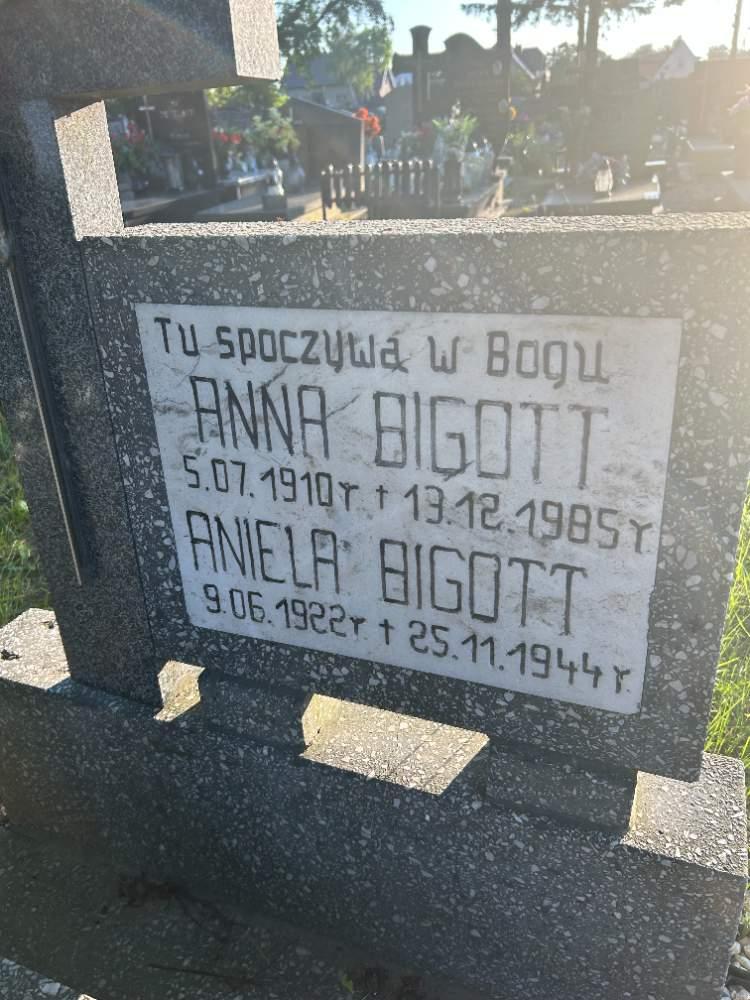 Tu spoczywa w Bogu
ANNA BIGOTT
5.07.1910r. † 13.12.1985r.
ANIELA BIGOTT
9.06.1922r. † 25.11.1944r.